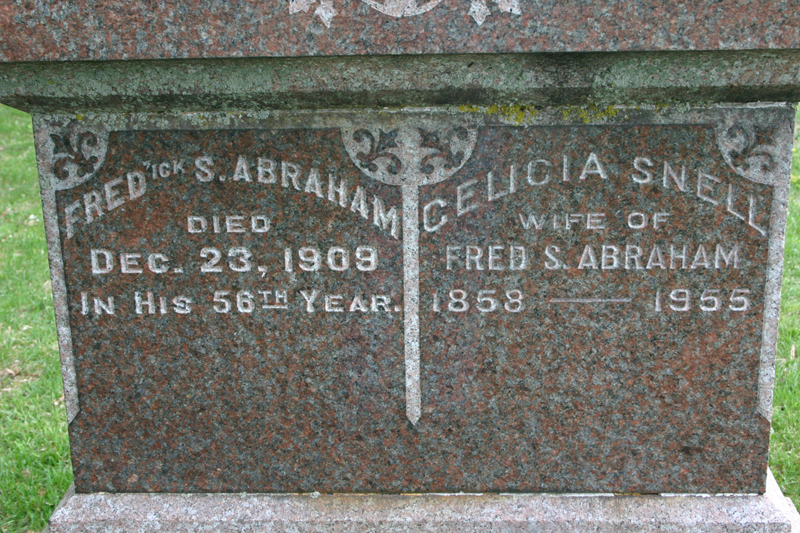 FRED'ICK S. ABRAHAM
DIED
DEC. 23, 1909
IN HIS 56TH YEAR.
CELICIA SNELL
WIFE OF
FRED S. ABRAHAM
1858 — 1955